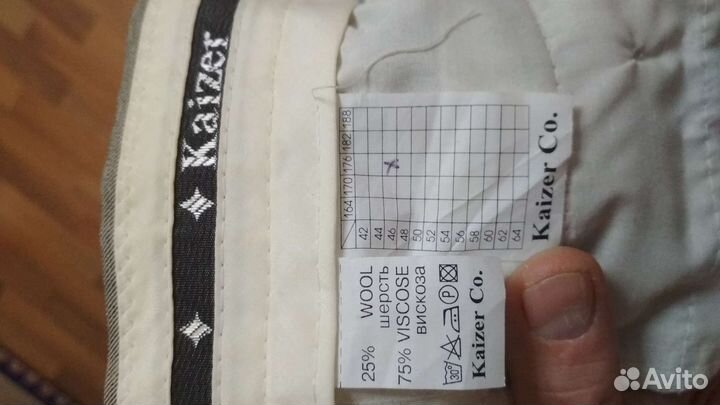 Kaizer
164 170 176 182 188
42
44
46
48
50
52
54
56
58
60
62
64
x
Kaizer Co.
25% WOOL
шерсть
75% VISCOSE
вискоза
30° P
Kaizer Co.
Avito